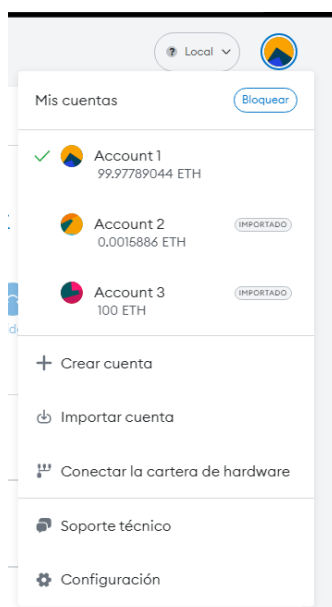 Local
Mis cuentas
Bloquear
Account 1
99.97789044 ETH
Account 2
IMPORTADO
0.0015886 ETH
Account 3
IMPORTADO
100 ETH
Crear cuenta
Importar cuenta
Conectar la cartera de hardware
Soporte técnico
Configuración